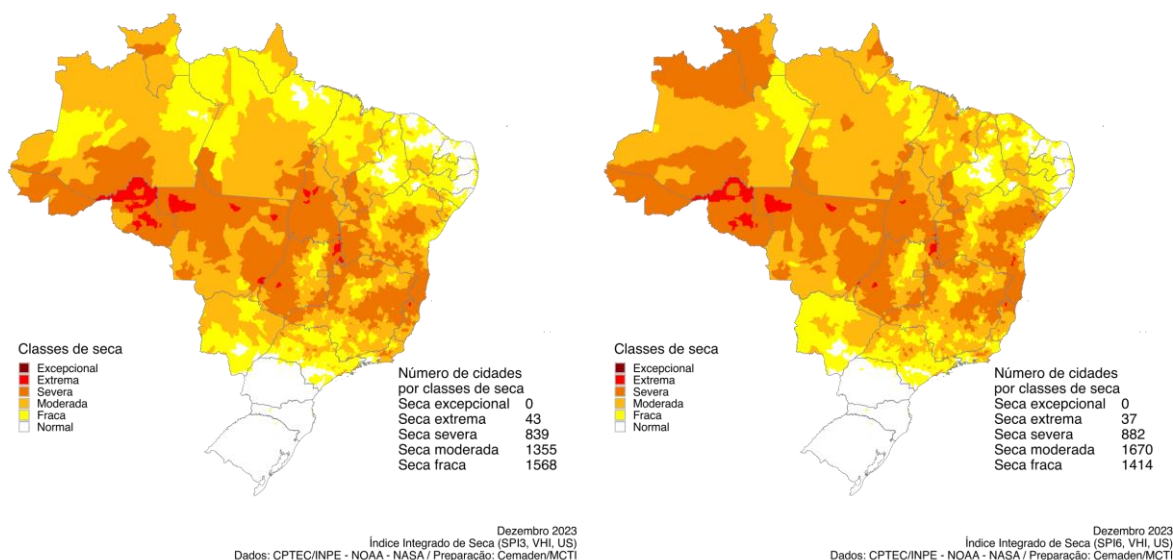 Classes de seca
Excepcional
Extrema
Severa
Moderada
Fraca
Normal
Número de cidades
por classes de seca
Seca excepcional 0
Seca extrema 43
Seca severa 839
Seca moderada 1355
Seca fraca 1568
Dezembro 2023
Índice Integrado de Seca (SPI3, VHI, US)
Dados: CPTEC/INPE - NOAA - NASA / Preparação: Cemaden/MCTI
Classes de seca
Excepcional
Extrema
Severa
Moderada
Fraca
Normal
Número de cidades
por classes de seca
Seca excepcional 0
Seca extrema 37
Seca severa 882
Seca moderada 1670
Seca fraca 1414
Dezembro 2023
Índice Integrado de Seca (SPI6, VHI, US)
Dados: CPTEC/INPE - NOAA - NASA / Preparação: Cemaden/MCTI